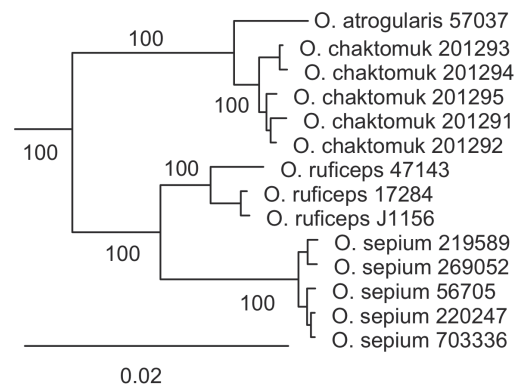 O. atrogularis 57037
100
O. chaktomuk 201293
O. chaktomuk 201294
O. chaktomuk 201295
100
O. chaktomuk 201291
O. chaktomuk 201292
100
100
O. ruficeps 47143
O. ruficeps 17284
O. ruficeps J1156
O. sepium 219589
100
O. sepium 269052
O. sepium 56705
100
O. sepium 220247
O. sepium 703336
0.02